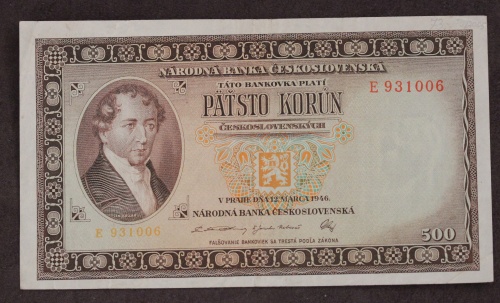 NÁRODNÁ BANKA ČESKOSLOVENSKÁ
TÁTO BANKOVKA PLATÍ
E 931006
PÄŤSTO KORÚN
ČESKOSLOVENSKÝCH
V PRAHE DŇA 12. MARCA 1946.
NÁRODNÁ BANKA ČESKOSLOVENSKÁ
E 931006
500
FALŠOVANIE BANKOVIEK SA TRESTÁ PODĽA ZÁKONA